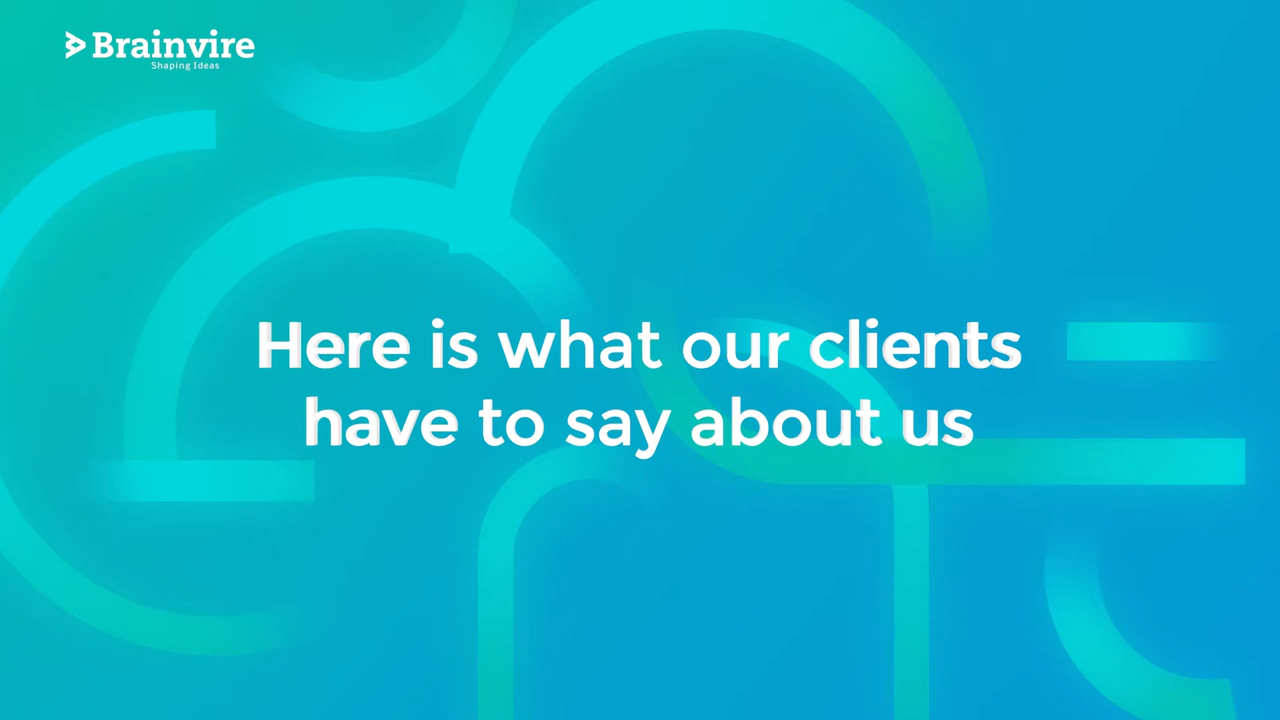 Brainvire
Shaping Ideas
Here is what our clients
have to say about us